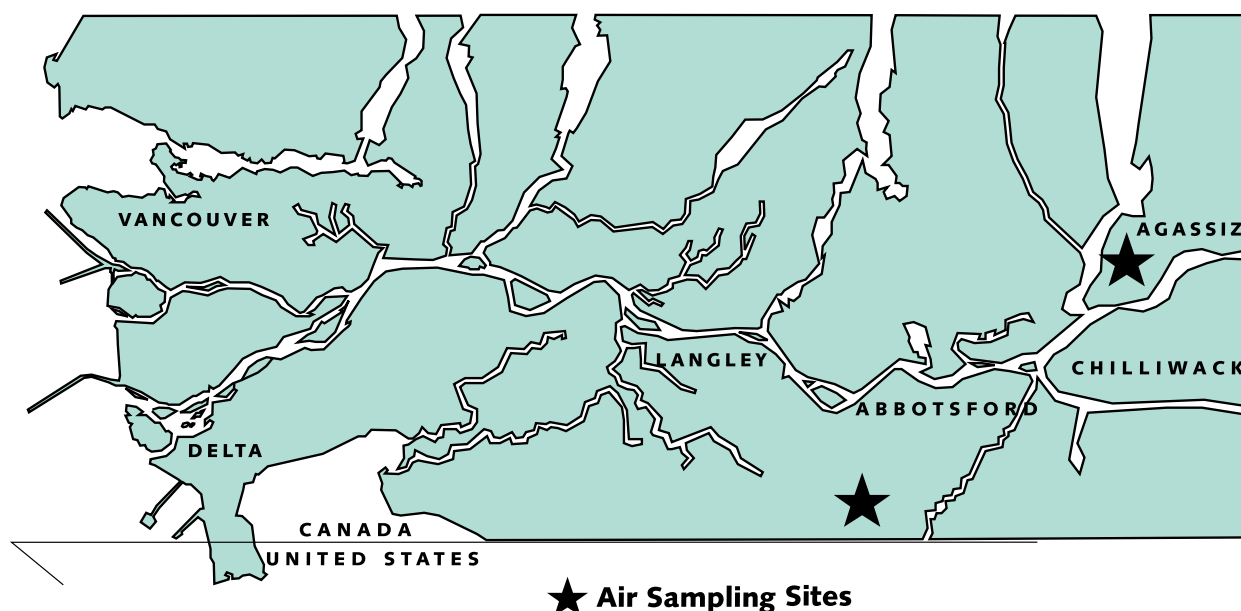 VANCOUVER
AGASSIZ
LANGLEY
CHILLIWACK
ABBOTSFORD
DELTA
CANADA
UNITED STATES
Air Sampling Sites